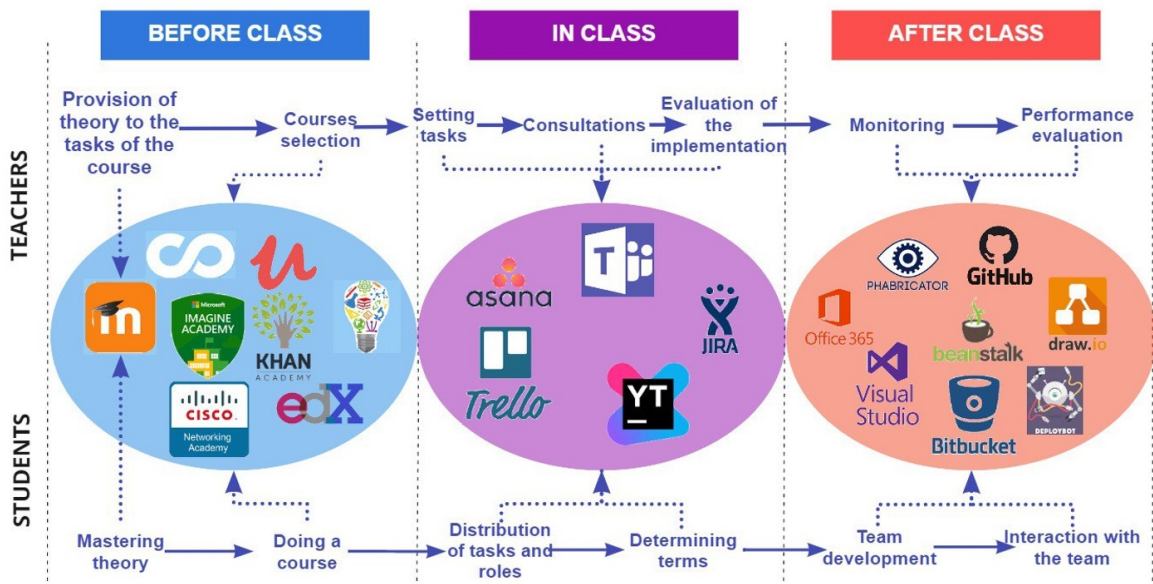 BEFORE CLASS
IN CLASS
AFTER CLASS
TEACHERS
Provision of
theory to the
tasks of the
course
Courses
selection
Setting
tasks
Consultations
Evaluation of
the
implementation
Monitoring
Performance
evaluation
m
Microsoft
IMAGINE
ACADEMY
KHAN
ACADEMY
CISCO
Networking
Academy
edX
asana
T
Trello
JIRA
YT
PHABRICATOR
GitHub
Office 365
beanstalk
draw.io
Visual
Studio
Bitbucket
DEPLOYBOT
STUDENTS
Mastering
theory
Doing a
course
Distribution
of tasks and
roles
Determining
terms
Team
development
Interaction with
the team